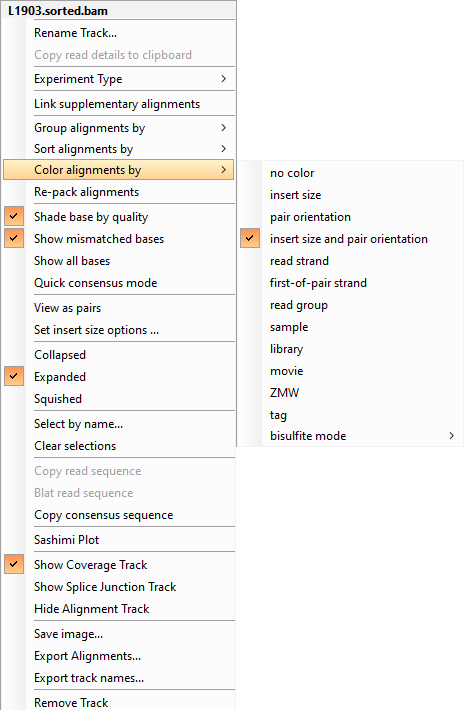 L1903.sorted.bam
Rename Track...
Copy read details to clipboard
Experiment Type
Link supplementary alignments
Group alignments by
Sort alignments by
Color alignments by
Re-pack alignments
Shade base by quality
Show mismatched bases
Show all bases
Quick consensus mode
View as pairs
Set insert size options ...
Collapsed
Expanded
Squished
Select by name...
Clear selections
Copy read sequence
Blat read sequence
Copy consensus sequence
Sashimi Plot
Show Coverage Track
Show Splice Junction Track
Hide Alignment Track
Save image...
Export Alignments...
Export track names...
Remove Track
no color
insert size
pair orientation
insert size and pair orientation
read strand
first-of-pair strand
read group
sample
library
movie
ZMW
tag
bisulfite mode